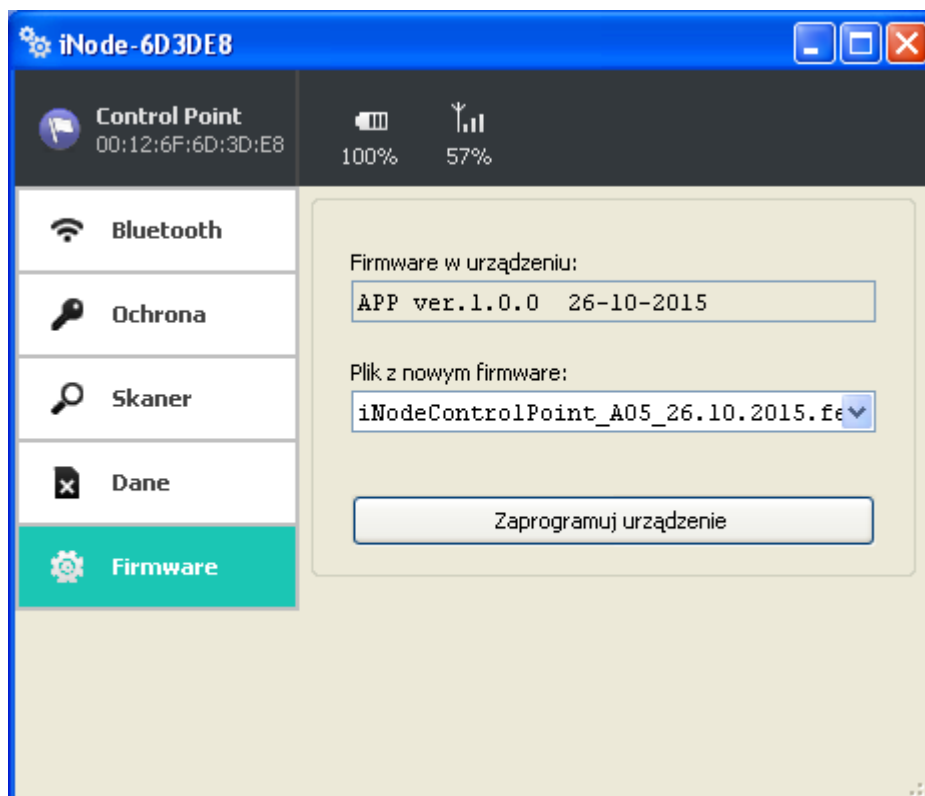 iNode-6D3DE8
Control Point
00:12:6F:6D:3D:E8
100%
57%
Bluetooth
Ochrona
Skaner
Dane
Firmware
Firmware w urządzeniu:
APP ver.1.0.0 26-10-2015
Plik z nowym firmware:
iNodeControlPoint_A05_26.10.2015.fe
Zaprogramuj urządzenie